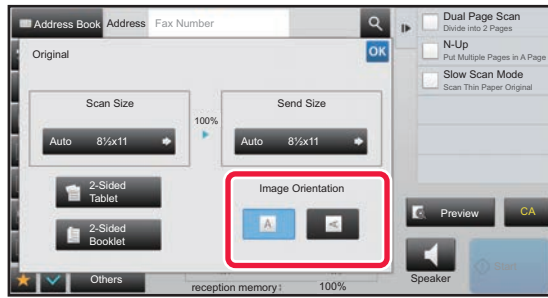 Address Book Address Fax Number
Original
OK
Scan Size
Auto 8½x11
100%
Send Size
Auto 8½x11
2-Sided
Tablet
2-Sided
Booklet
Image Orientation
A
A
Others
reception memory: 100%
Dual Page Scan
Divide into 2 Pages
N-Up
Put Multiple Pages in A Page
Slow Scan Mode
Scan Thin Paper Original
Preview
CA
Speaker
Start